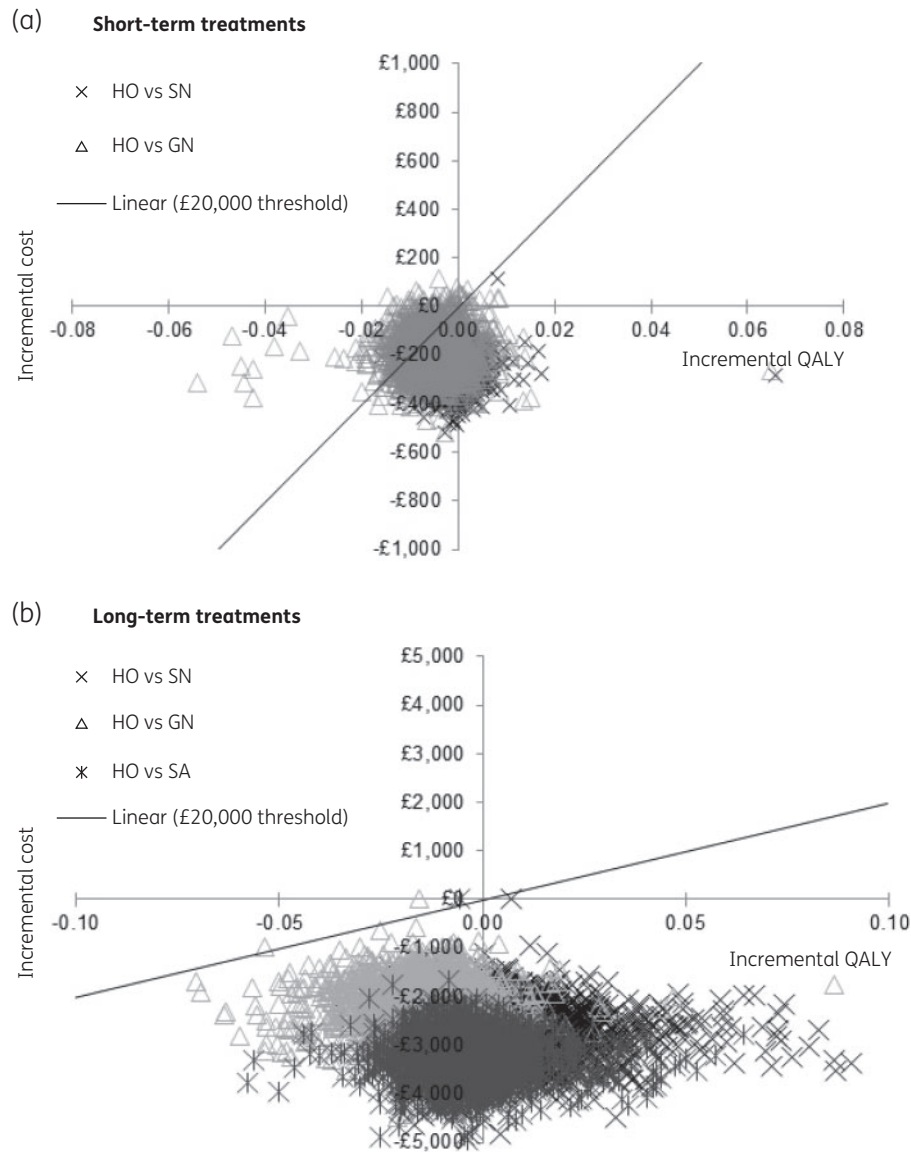 (a) Short-term treatments
HO vs SN
HO vs GN
Linear (£20,000 threshold)
Incremental cost
£1,000
£800
£600
£400
£200
£0
-0.08 -0.06 -0.04 -0.02 0.00 0.02 0.04 0.06 0.08
-£200
Incremental QALY
-£400
-£600
-£800
-£1,000
(b) Long-term treatments
HO vs SN
HO vs GN
HO vs SA
Linear (£20,000 threshold)
Incremental cost
£5,000
£4,000
£3,000
£2,000
£1,000
£0
-0.10 -0.05 0.00 0.05 0.10
-£1,000
Incremental QALY
-£2,000
-£3,000
-£4,000
-£5,000